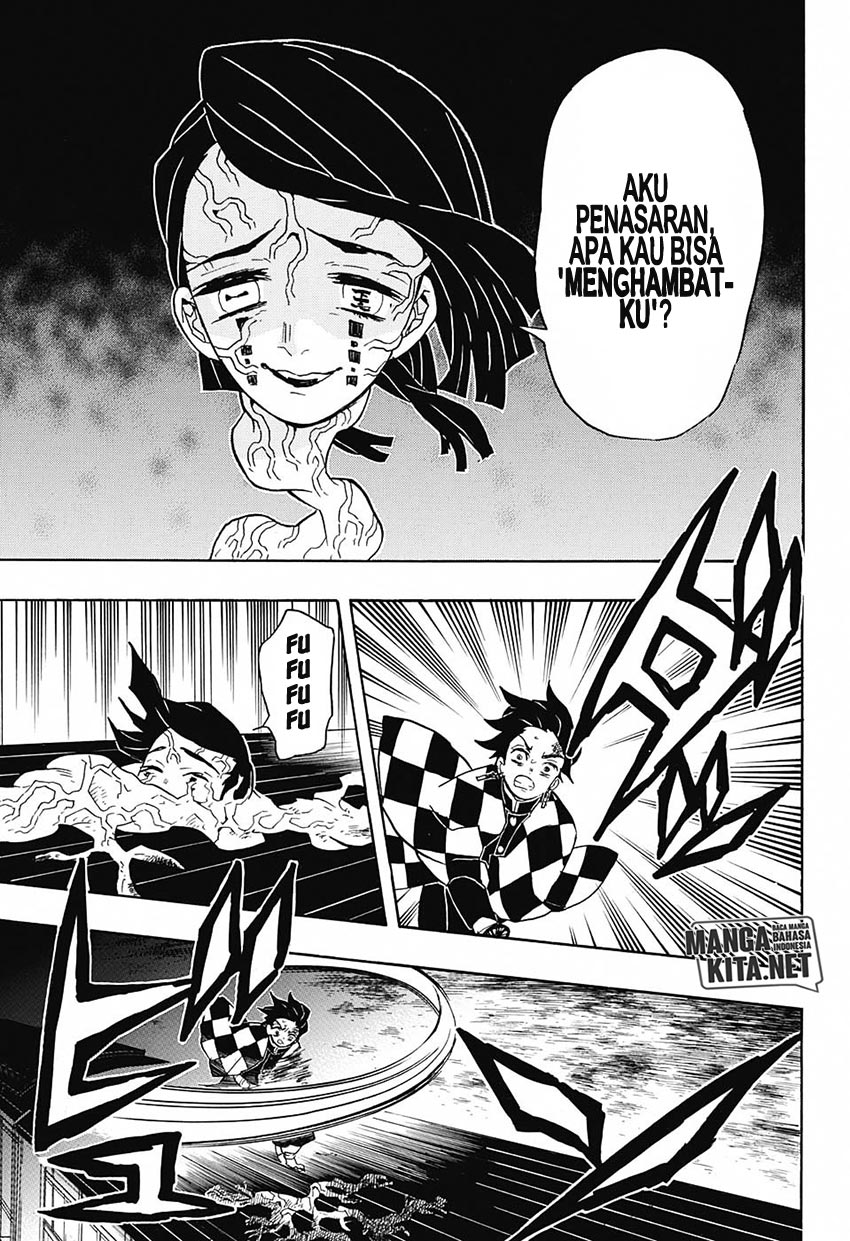 AKU
PENASARAN,
APA KAU BISA
'MENGHAMBAT-
KU'?
FU
FU
FU
FU
MANGA
KITA.NET
BACA MANGA
BAHASA
INDONESIA